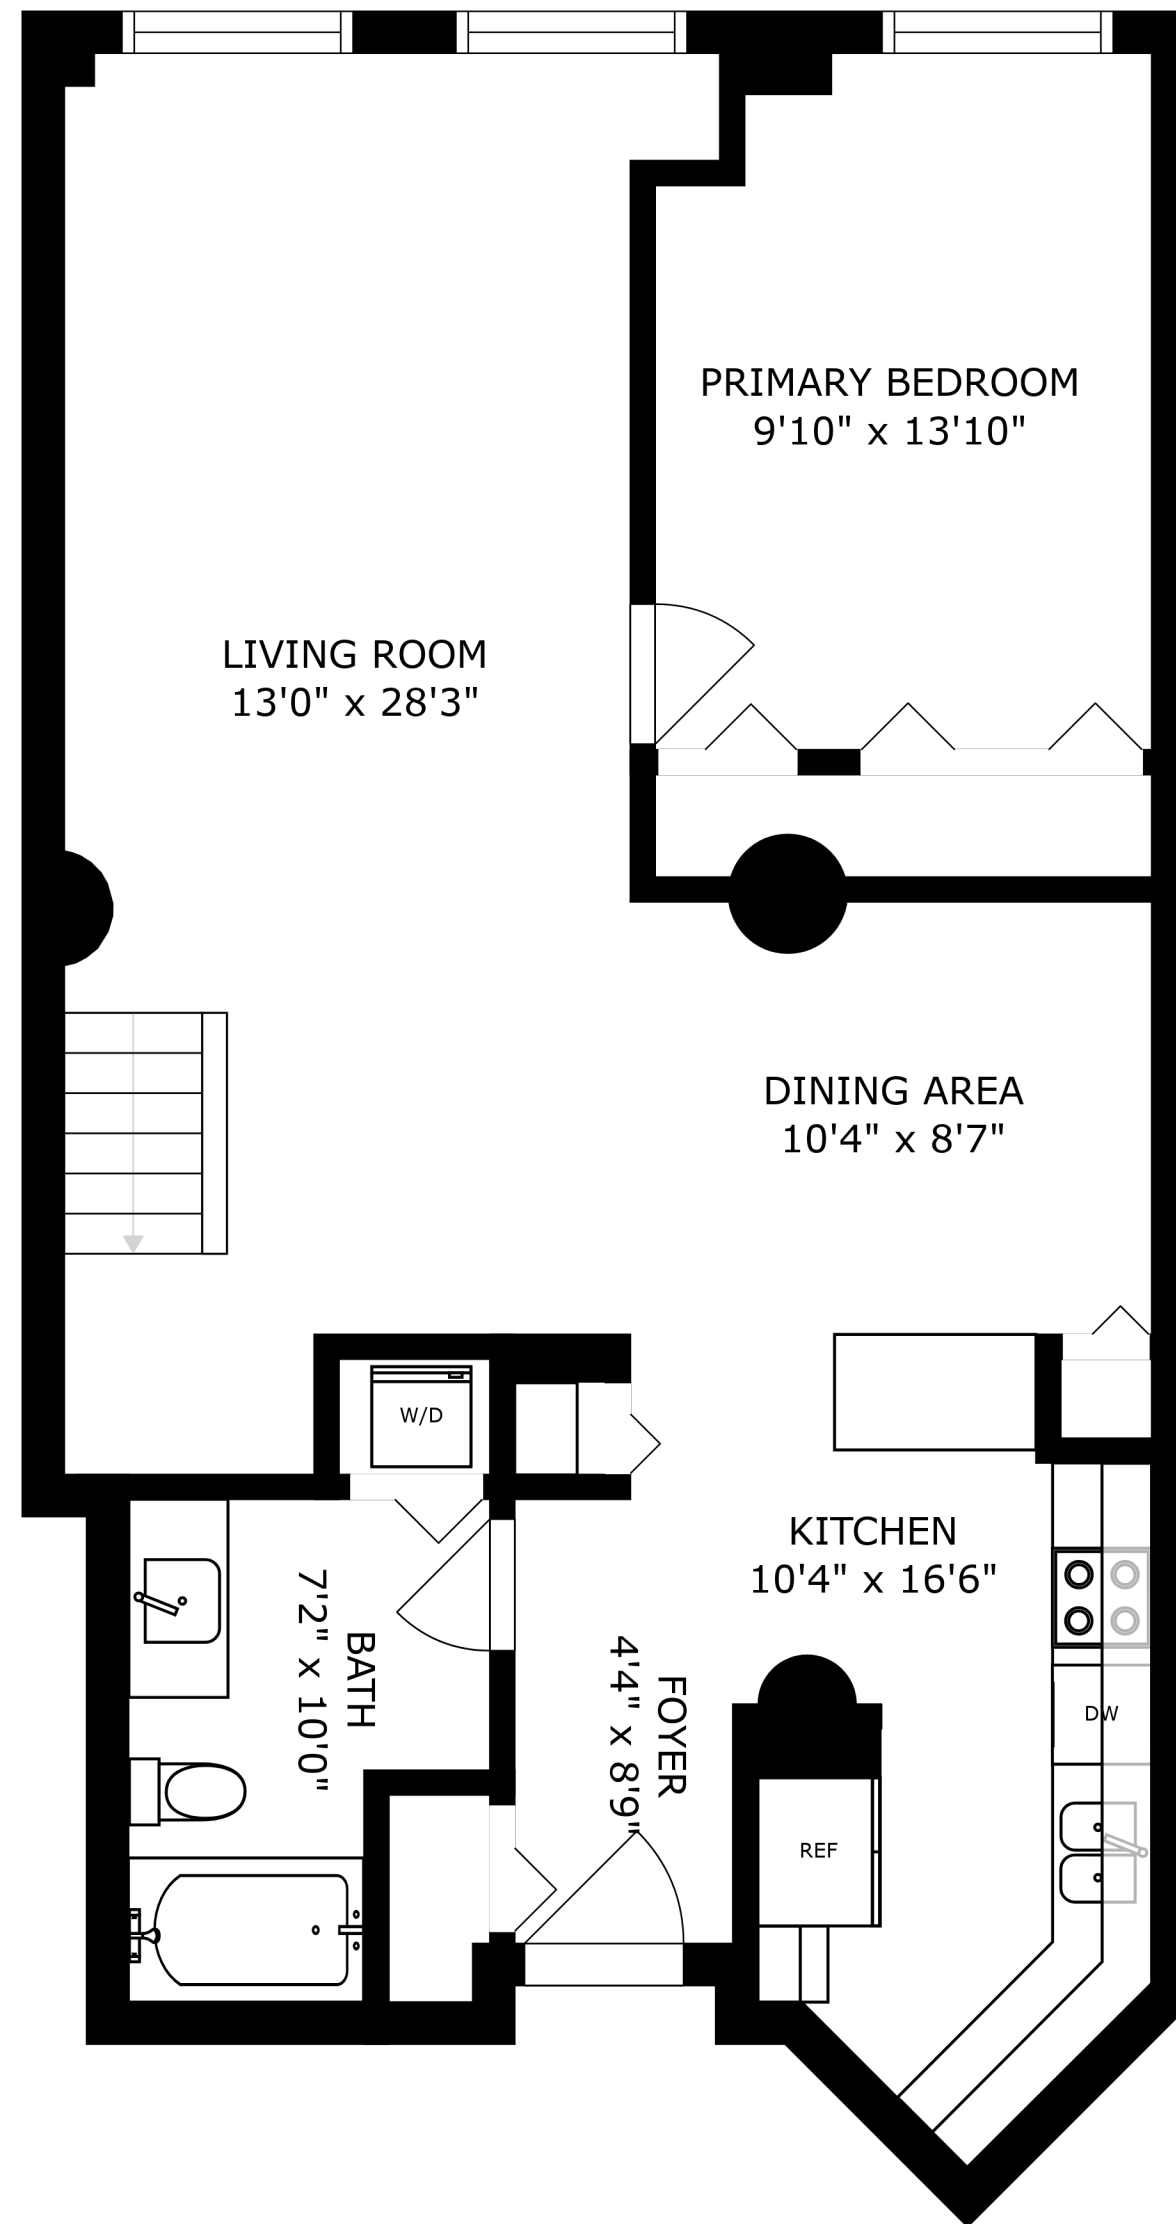 PRIMARY BEDROOM
9'10" x 13'10"
LIVING ROOM
13'0" x 28'3"
DINING AREA
10'4" x 8'7"
W/D
KITCHEN
10'4" x 16'6"
BATH
7'2" x 10'0"
FOYER
4'4" x 8'9"
DW
REF